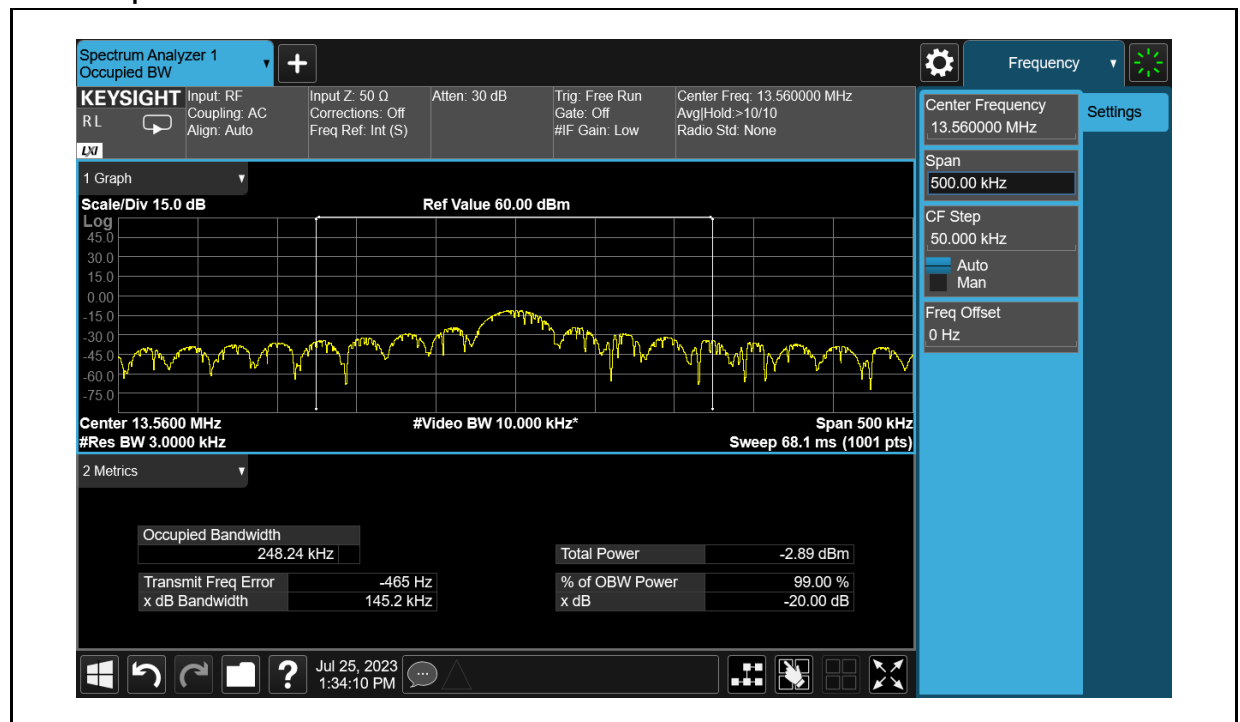 Spectrum Analyzer 1
Occupied BW
Frequency
KEYSIGHT
R L
LXI
Input: RF
Coupling: AC
Align: Auto
Input Z: 50 Ω
Corrections: Off
Freq Ref: Int (S)
Atten: 30 dB
Trig: Free Run
Gate: Off
#IF Gain: Low
Center Freq: 13.560000 MHz
Avg|Hold:>10/10
Radio Std: None
Center Frequency
13.560000 MHz
Settings
Span
500.00 kHz
CF Step
50.000 kHz
Auto
Man
Freq Offset
0 Hz
1 Graph
Scale/Div 15.0 dB
Ref Value 60.00 dBm
Log
45.0
30.0
15.0
0.00
-15.0
-30.0
-45.0
-60.0
-75.0
Center 13.5600 MHz
#Video BW 10.000 kHz*
Span 500 kHz
#Res BW 3.0000 kHz
Sweep 68.1 ms (1001 pts)
2 Metrics
Occupied Bandwidth
248.24 kHz
Total Power -2.89 dBm
Transmit Freq Error -465 Hz
% of OBW Power 99.00 %
x dB Bandwidth 145.2 kHz
x dB -20.00 dB
?
Jul 25, 2023
1:34:10 PM